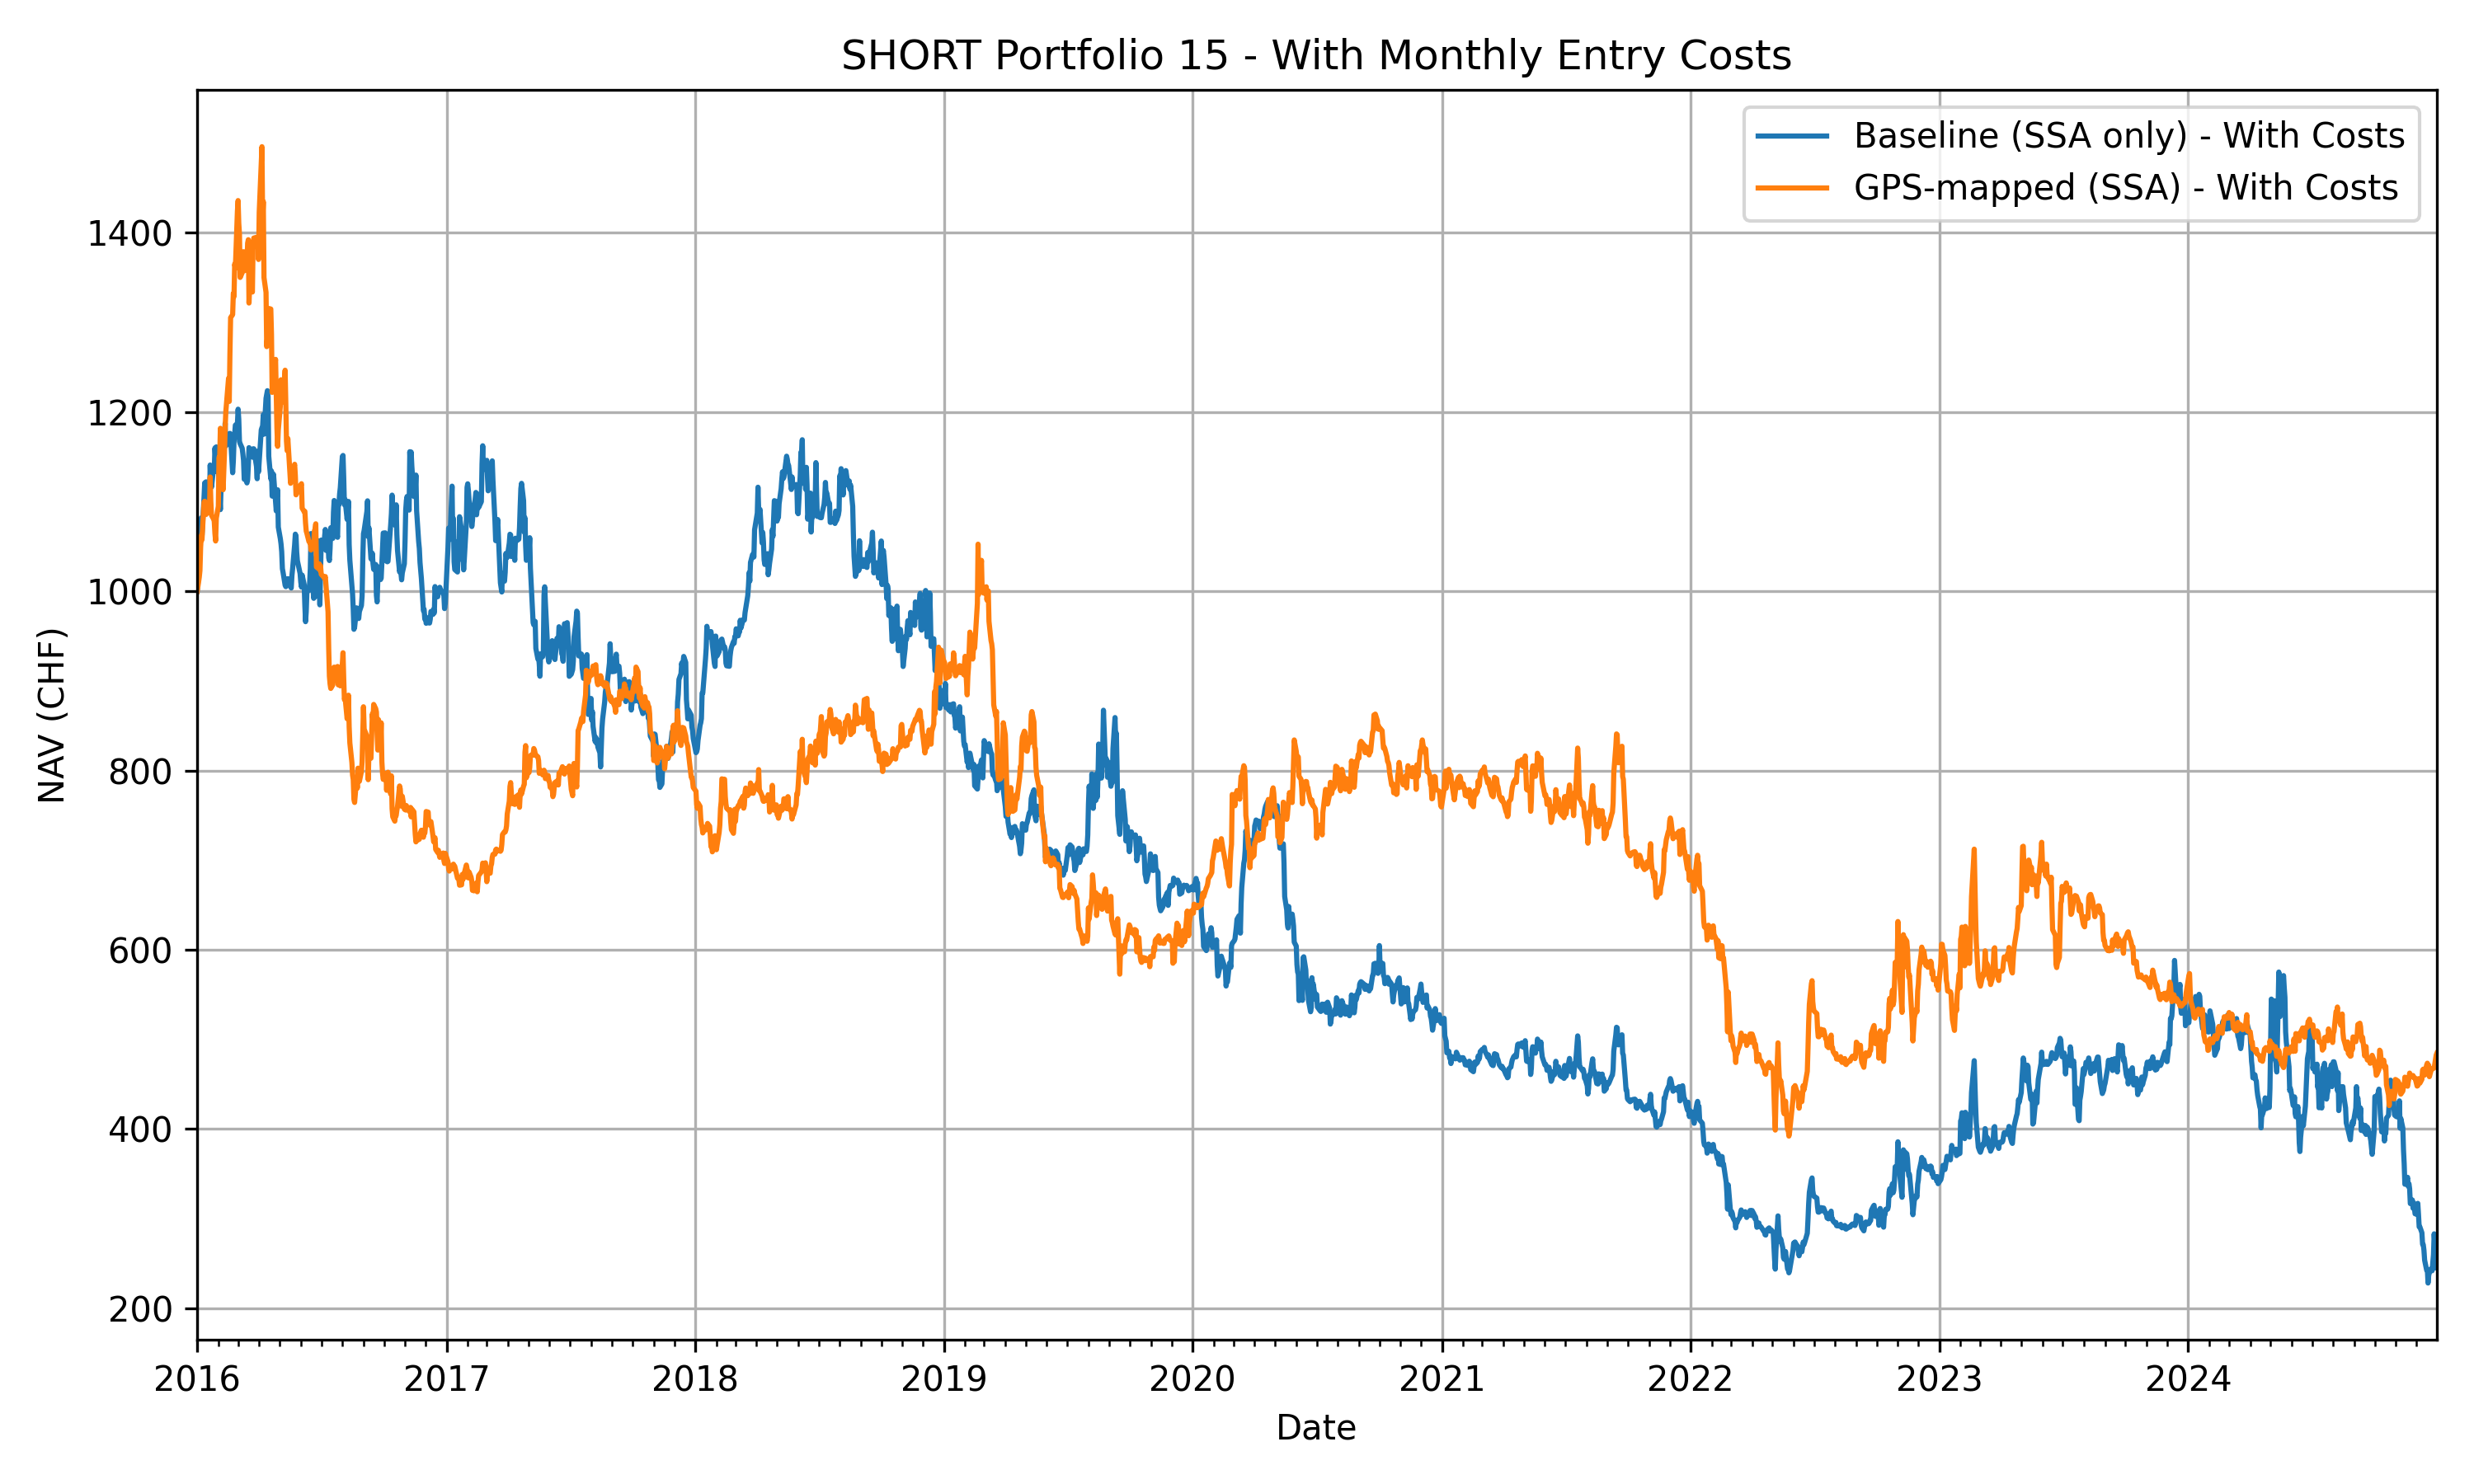 SHORT Portfolio 15 - With Monthly Entry Costs
Baseline (SSA only) - With Costs
GPS-mapped (SSA) - With Costs
NAV (CHF)
1400
1200
1000
800
600
400
200
2016 2017 2018 2019 2020 2021 2022 2023 2024
Date